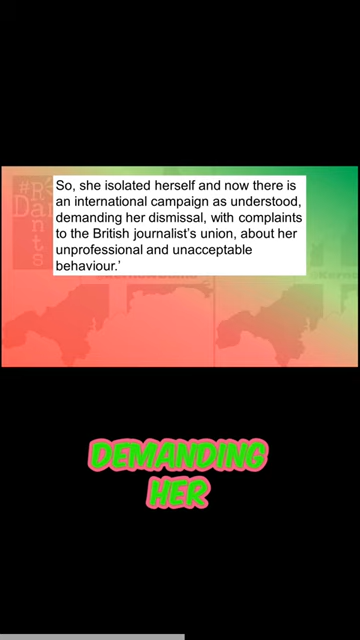 So, she isolated herself and now there is
an international campaign as understood,
demanding her dismissal, with complaints
to the British journalist's union, about her
unprofessional and unacceptable
behaviour.'
DEMANDING
HER